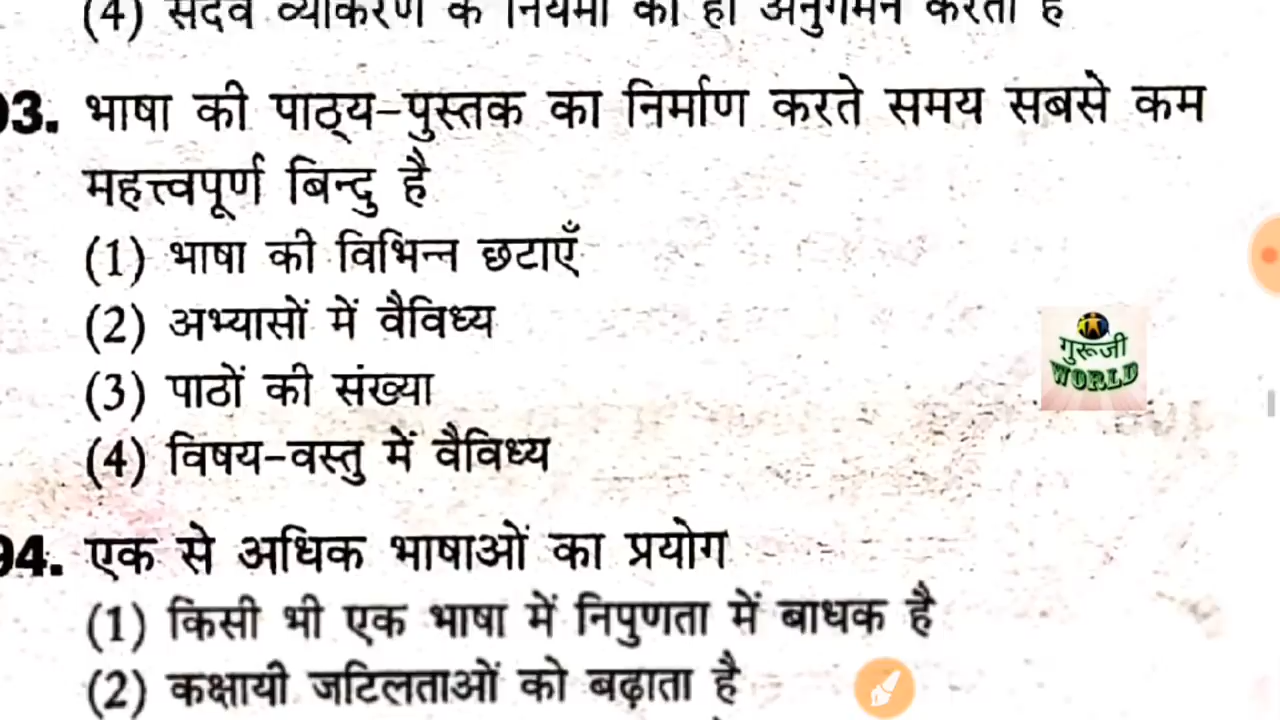 (4) सदैव व्याकरण के नियमों का ही अनुगमन करता है
93. भाषा की पाठ्य-पुस्तक का निर्माण करते समय सबसे कम
महत्त्वपूर्ण बिन्दु है
(1) भाषा की विभिन्न छटाएँ
(2) अभ्यासों में वैविध्य
(3) पाठों की संख्या
(4) विषय-वस्तु में वैविध्य
गुरूजी
WORLD
94. एक से अधिक भाषाओं का प्रयोग
(1) किसी भी एक भाषा में निपुणता में बाधक है
(2) कक्षायी जटिलताओं को बढ़ाता है